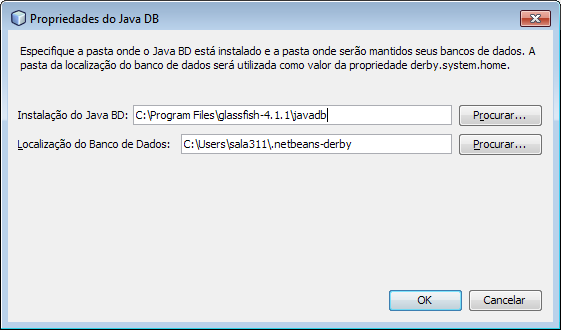 Propriedades do Java DB
Especifique a pasta onde o Java BD está instalado e a pasta onde serão mantidos seus bancos de dados. A
pasta da localização do banco de dados será utilizada como valor da propriedade derby.system.home.
Instalação do Java BD: C:\Program Files\glassfish-4.1.1\javadb Procurar...
Localização do Banco de Dados: C:\Users\sala311\.netbeans-derby Procurar...
OK Cancelar